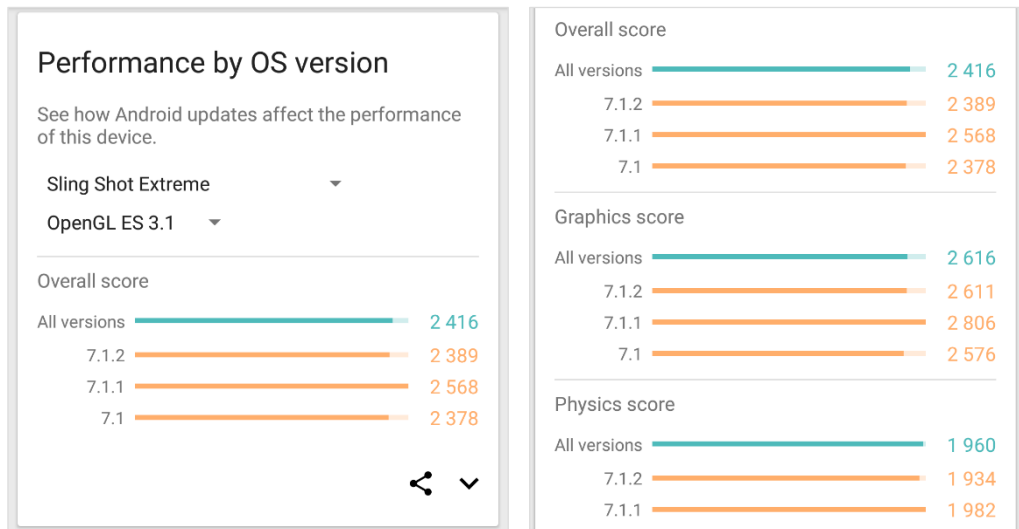 Performance by OS version
See how Android updates affect the performance
of this device.
Sling Shot Extreme
OpenGL ES 3.1
Overall score
All versions 2 416
7.1.2 2 389
7.1.1 2 568
7.1 2 378
Overall score
All versions 2 416
7.1.2 2 389
7.1.1 2 568
7.1 2 378
Graphics score
All versions 2 616
7.1.2 2 611
7.1.1 2 806
7.1 2 576
Physics score
All versions 1 960
7.1.2 1 934
7.1.1 1 982